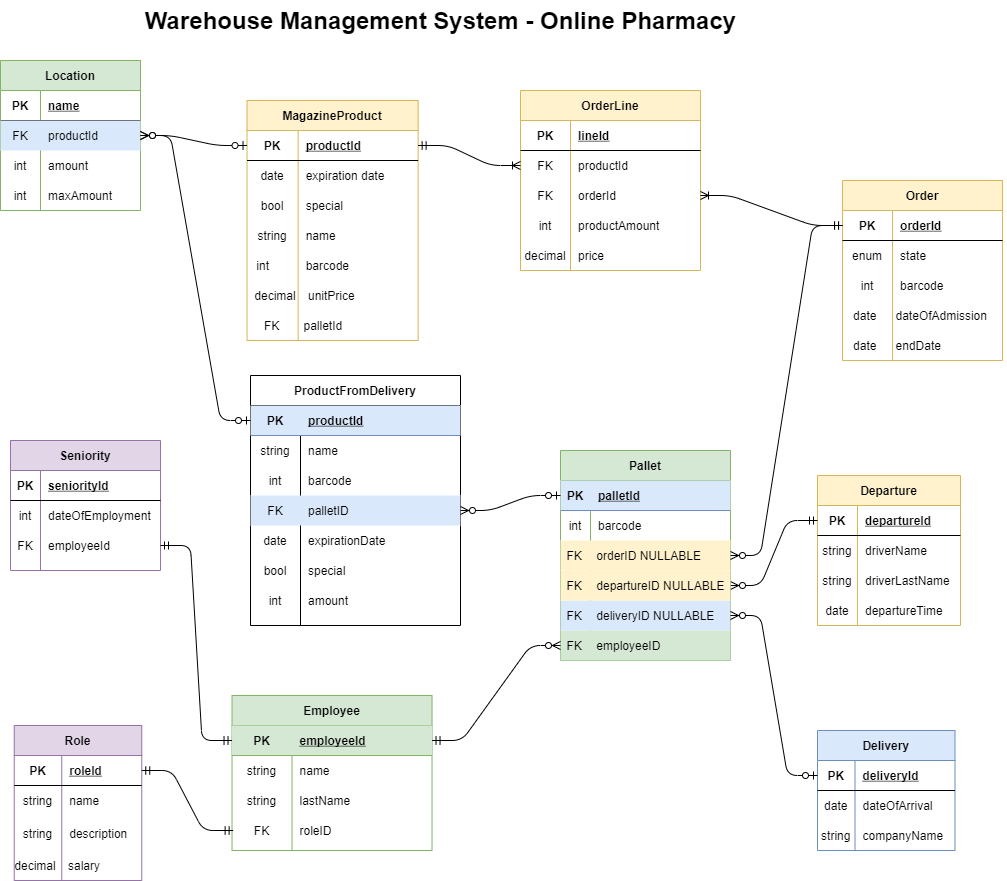 Warehouse Management System - Online Pharmacy
Location
PK name
FK productId
int amount
int maxAmount
MagazineProduct
PK productId
date expiration date
bool special
string name
int barcode
decimal unitPrice
FK palletId
OrderLine
PK lineId
FK productId
FK orderId
int productAmount
decimal price
Order
PK orderId
enum state
int barcode
date dateOfAdmission
date endDate
ProductFromDelivery
PK productId
string name
int barcode
FK palletID
date expirationDate
bool special
int amount
Seniority
PK seniorityId
int dateOfEmployment
FK employeeId
Pallet
PK palletId
int barcode
FK orderID NULLABLE
FK departureID NULLABLE
FK deliveryID NULLABLE
FK employeeID
Departure
PK departureId
string driverName
string driverLastName
date departureTime
Employee
PK employeeId
string name
string lastName
FK roleID
Role
PK roleId
string name
string description
decimal salary
Delivery
PK deliveryId
date dateOfArrival
string companyName